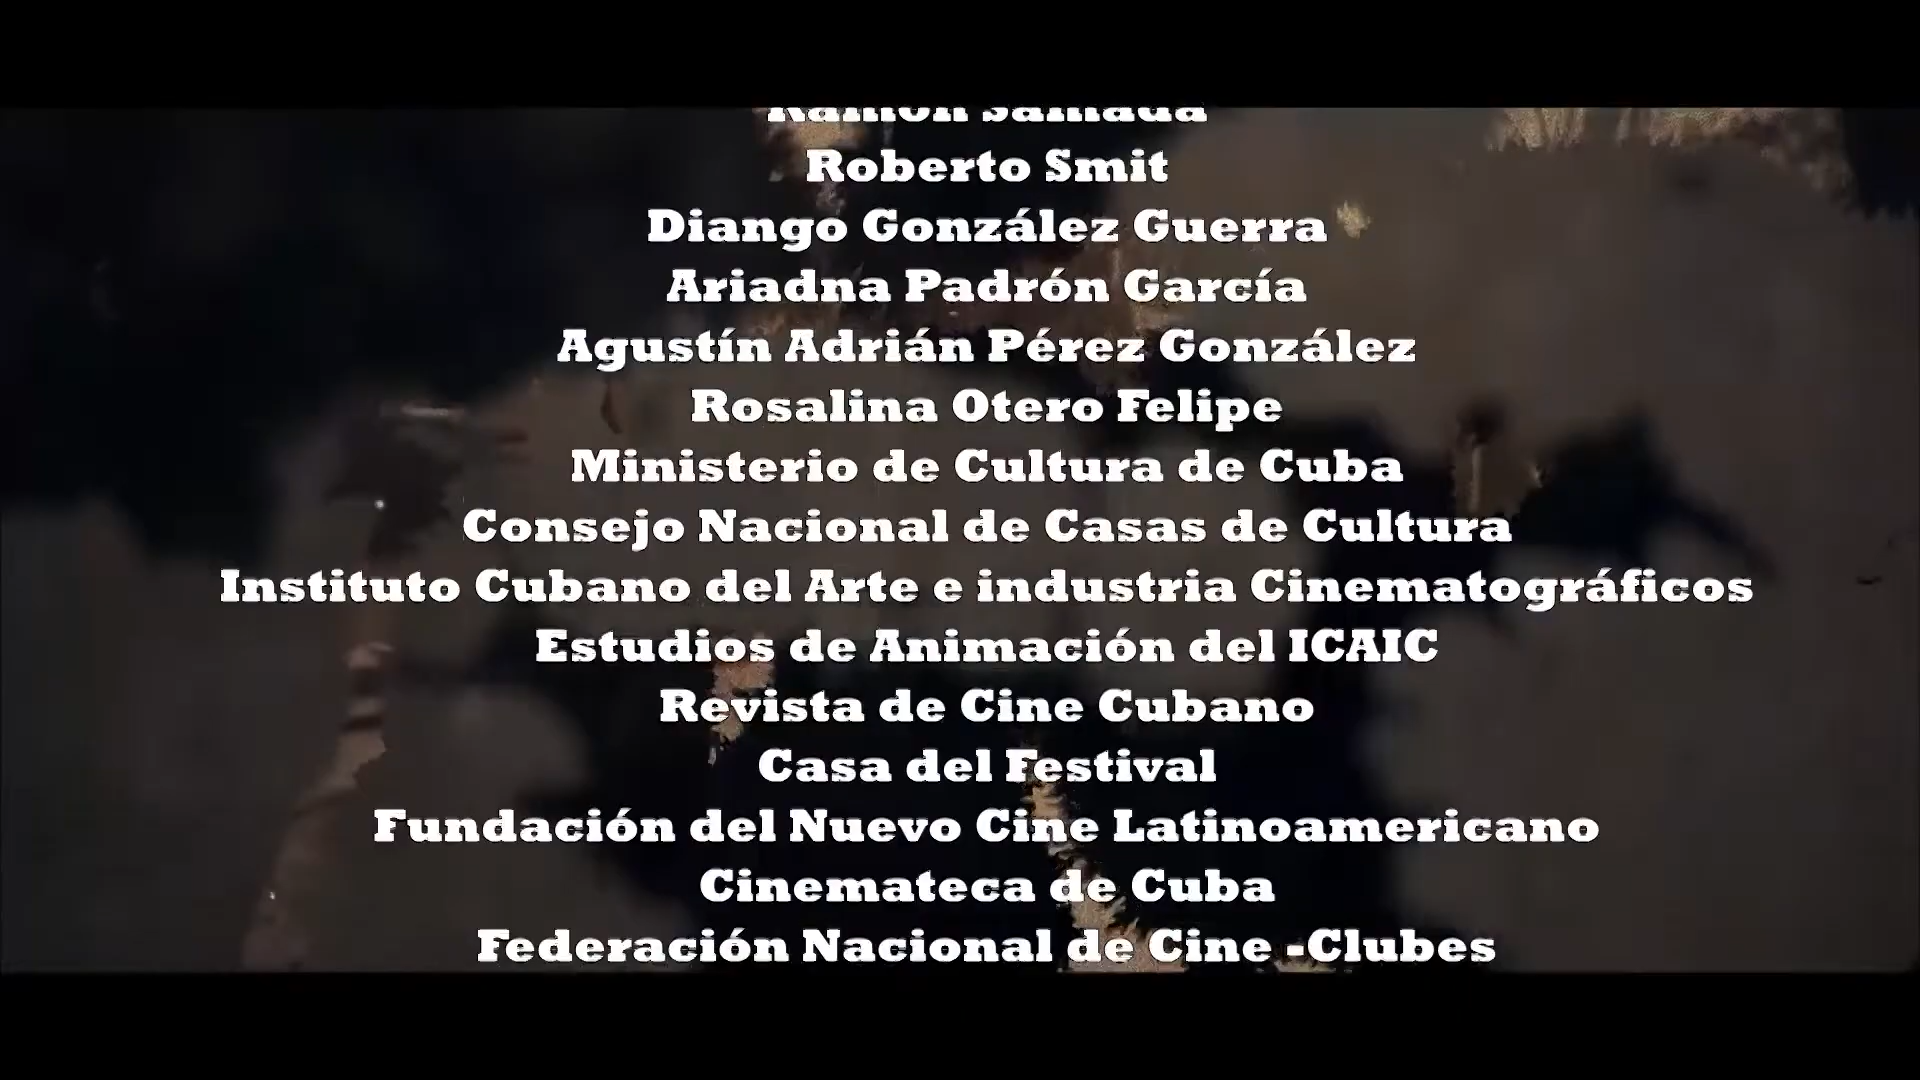 Ramón Samada
Roberto Smit
Diango González Guerra
Ariadna Padrón García
Agustín Adrián Pérez González
Rosalina Otero Felipe
Ministerio de Cultura de Cuba
Consejo Nacional de Casas de Cultura
Instituto Cubano del Arte e industria Cinematográficos
Estudios de Animación del ICAIC
Revista de Cine Cubano
Casa del Festival
Fundación del Nuevo Cine Latinoamericano
Cinemateca de Cuba
Federación Nacional de Cine -Clubes